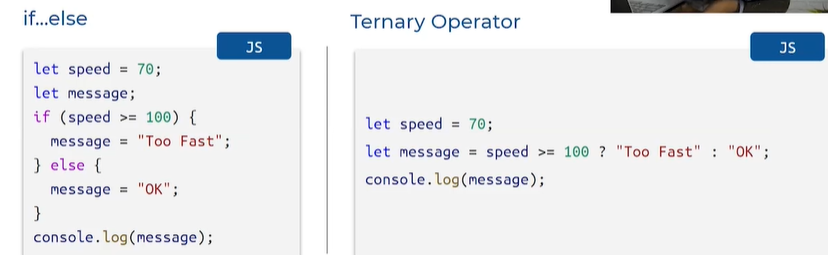 if...else
JS
let speed = 70;
let message;
if (speed >= 100) {
  message = "Too Fast";
} else {
  message = "OK";
}
console.log(message);
Ternary Operator
JS
let speed = 70;
let message = speed >= 100 ? "Too Fast" : "OK";
console.log(message);